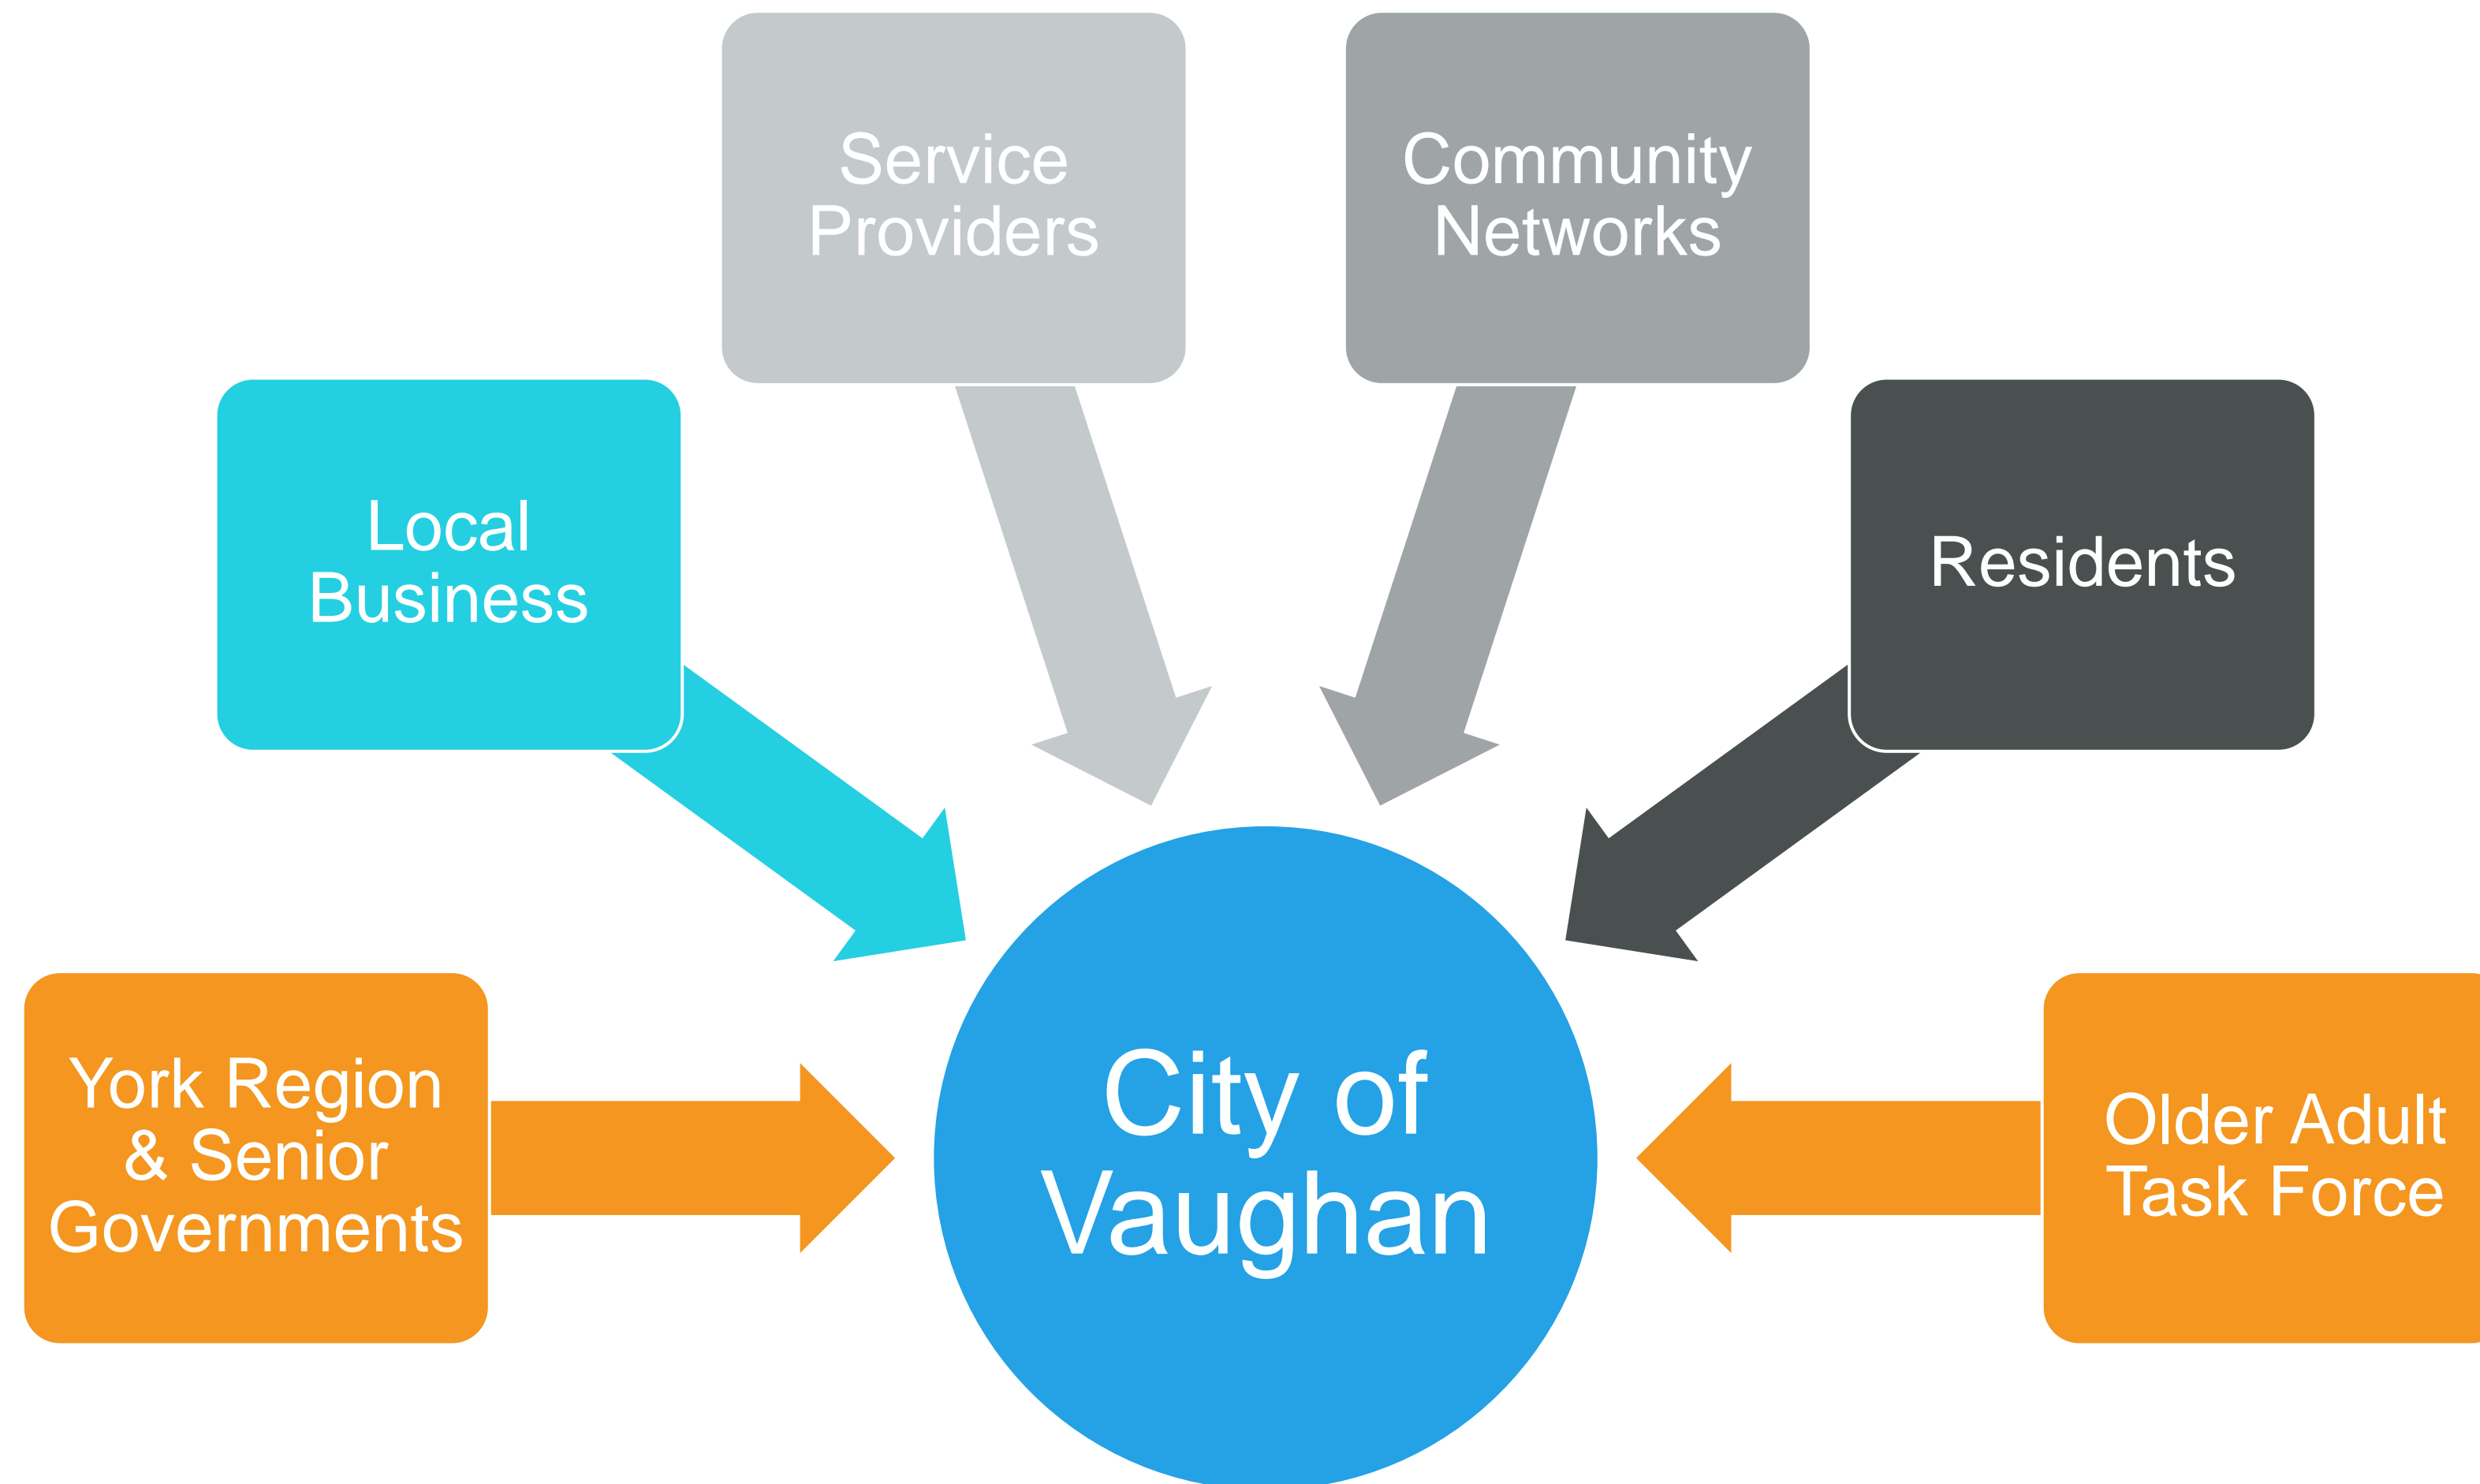 Service
Providers
Community
Networks
Local
Business
Residents
York Region
& Senior
Governments
City of
Vaughan
Older Adult
Task Force